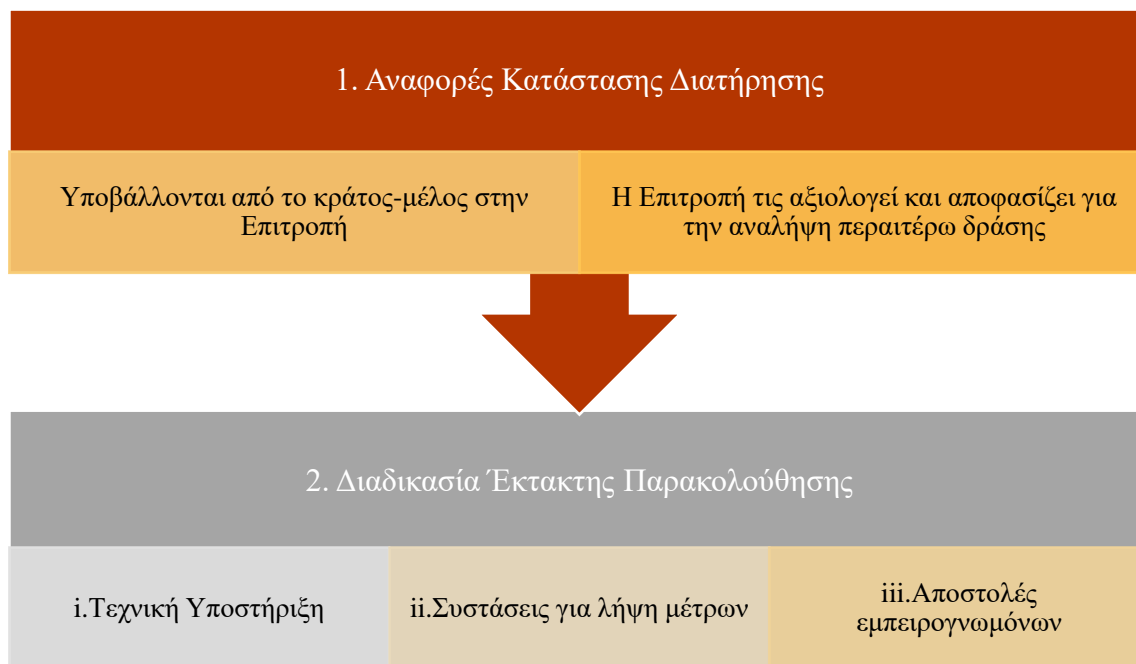 1. Αναφορές Κατάστασης Διατήρησης
Υποβάλλονται από το κράτος-μέλος στην
Επιτροπή
Η Επιτροπή τις αξιολογεί και αποφασίζει για
την αναλήψη περαιτέρω δράσης
2. Διαδικασία Έκτακτης Παρακολούθησης
i.Τεχνική Υποστήριξη
ii.Συστάσεις για λήψη μέτρων
iii.Αποστολές
εμπειρογνωμόνων